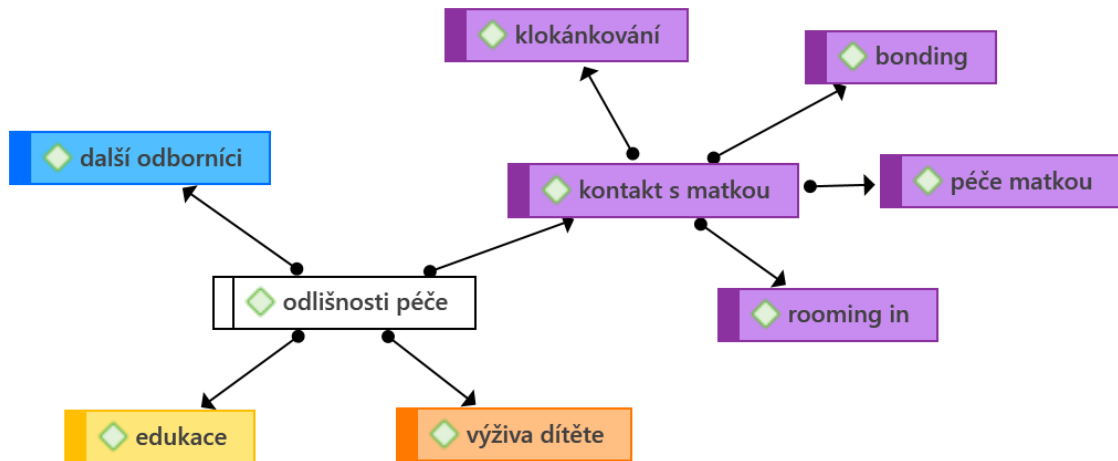 klokánkování
bonding
další odborníci
kontakt s matkou
péče matkou
odlišnosti péče
rooming in
edukace
výživa dítěte